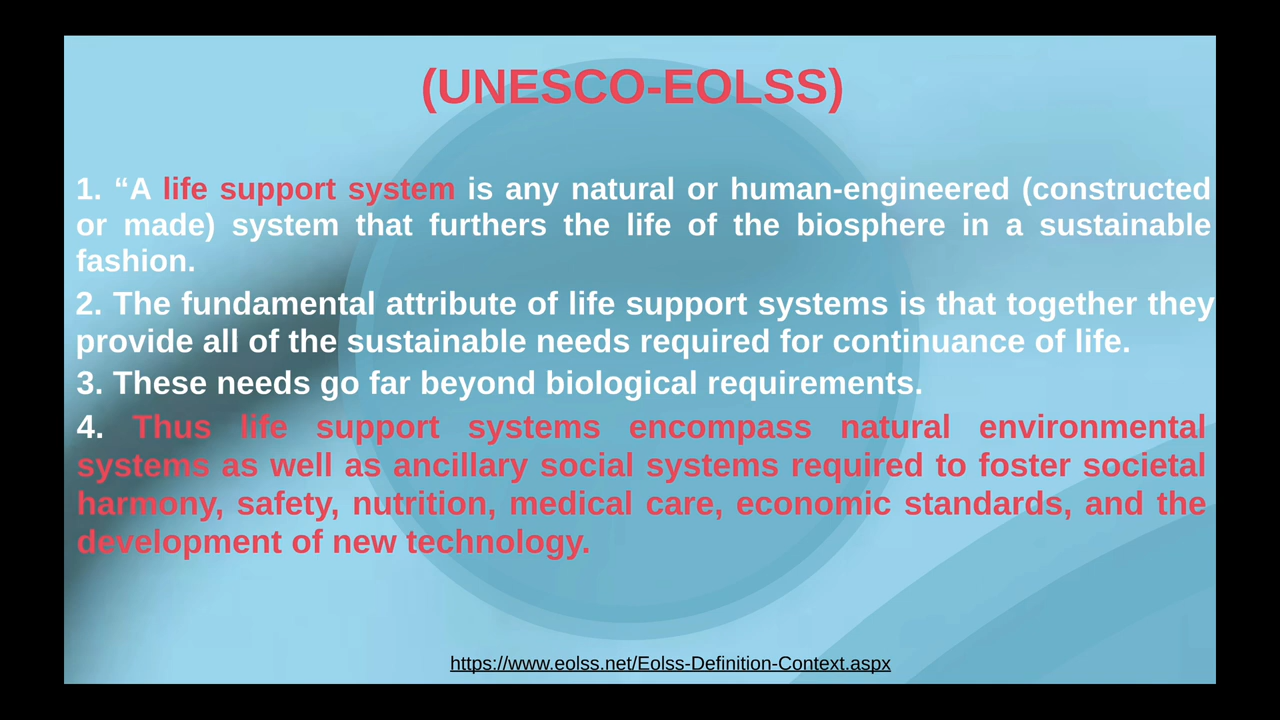 (UNESCO-EOLSS)
1. “A life support system is any natural or human-engineered (constructed
or made) system that furthers the life of the biosphere in a sustainable
fashion.
2. The fundamental attribute of life support systems is that together they
provide all of the sustainable needs required for continuance of life.
3. These needs go far beyond biological requirements.
4. Thus life support systems encompass natural environmental
systems as well as ancillary social systems required to foster societal
harmony, safety, nutrition, medical care, economic standards, and the
development of new technology.
https://www.eolss.net/Eolss-Definition-Context.aspx